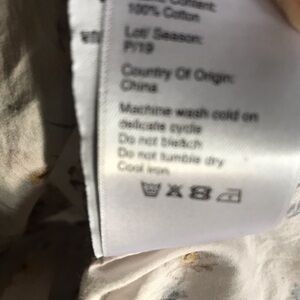 Content:
100% Cotton
Lot/ Season:
P/19
Country Of Origin:
China
Machine wash cold on
delicate cycle
Do not bleach
Do not tumble dry
Cool iron